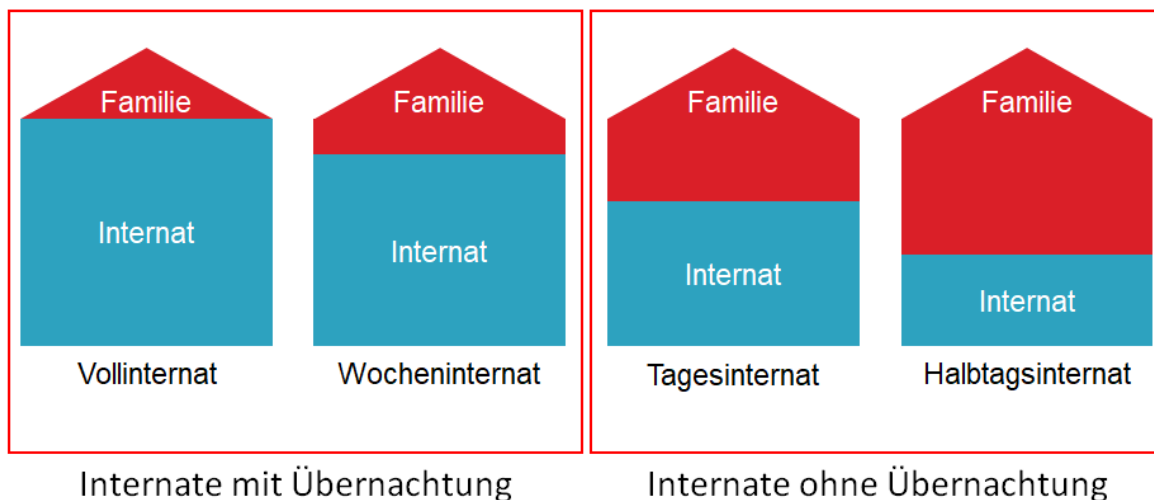 Familie
Internat
Vollinternat
Familie
Internat
Wocheninternat
Internate mit Übernachtung
Familie
Internat
Tagesinternat
Familie
Internat
Halbtagsinternat
Internate ohne Übernachtung